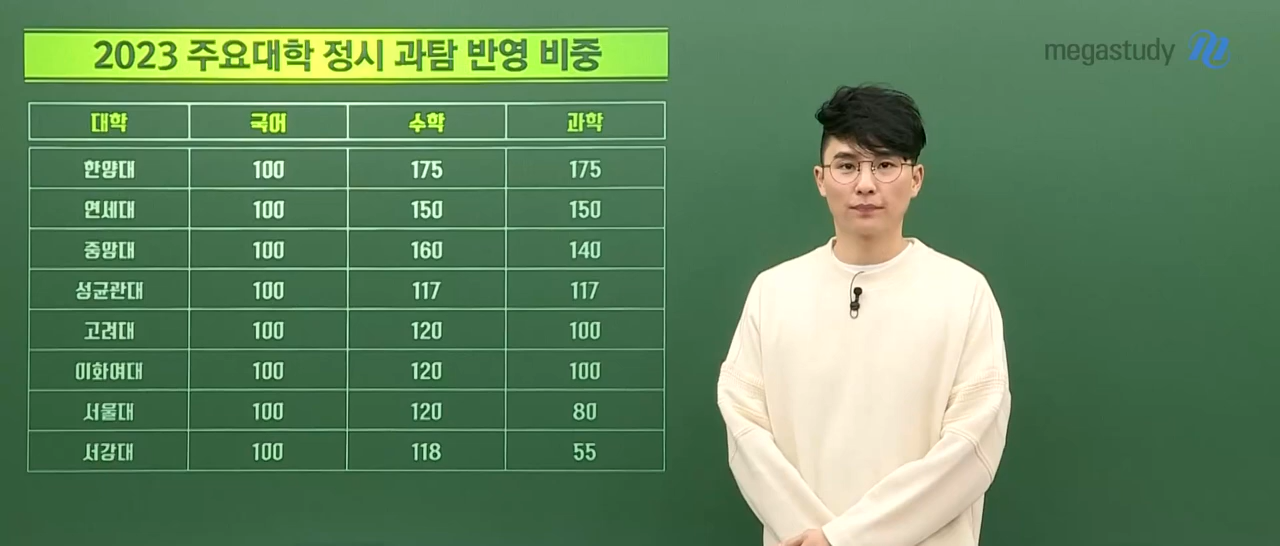 2023 주요대학 정시 과탐 반영 비중
megastudy m
대학 국어 수학 과학
한양대 100 175 175
연세대 100 150 150
중앙대 100 160 140
성균관대 100 117 117
고려대 100 120 100
이화여대 100 120 100
서울대 100 120 80
서강대 100 118 55